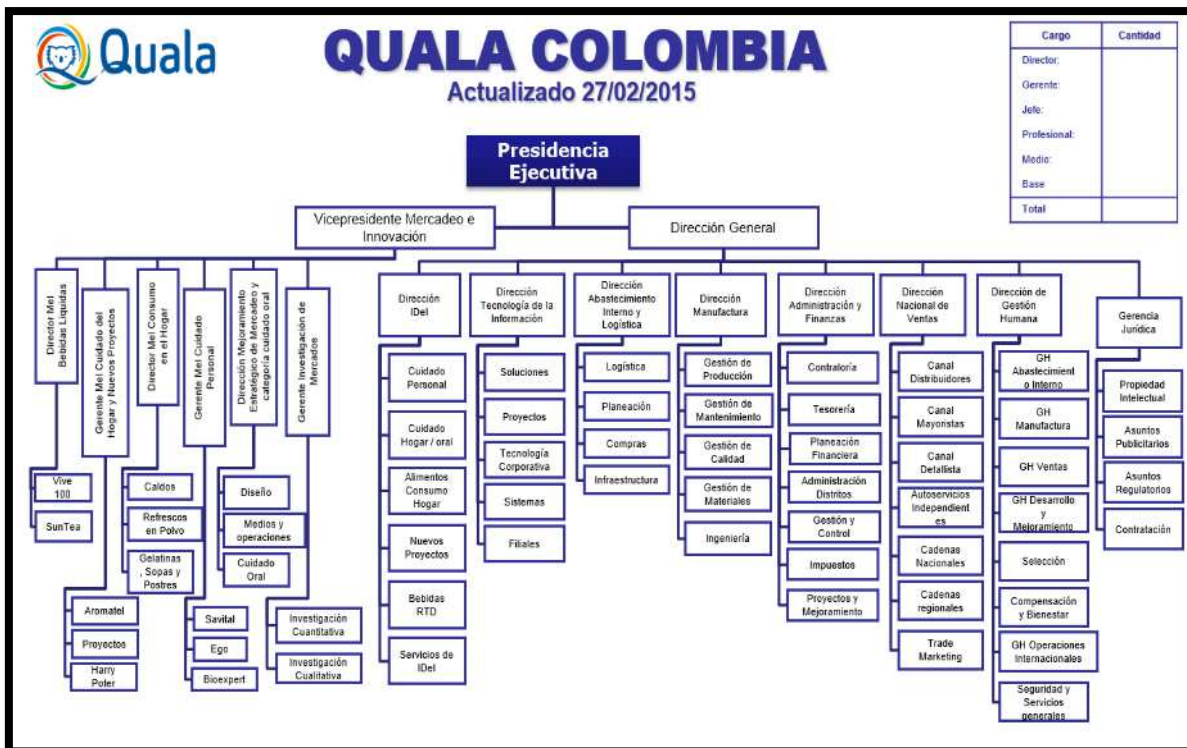 Quala
QUALA COLOMBIA
Actualizado 27/02/2015
Cargo Cantidad
Director:
Gerente:
Jefe:
Profesional:
Medio:
Base
Total
Presidencia
Ejecutiva
Vicepresidente Mercadeo e
Innovación
Dirección General
Director MeI
Bebidas Liquidas
Gerente MeI Cuidado del
Hogar y Nuevos Proyectos
Director MeI Consumo
en el Hogar
Gerente MeI Cuidado
Personal
Dirección Mejoramiento
Estratégico de Mercadeo y
categoría cuidado oral
Gerente Investigación de
Mercados
Vive
100
SunTea
Aromatel
Proyectos
Harry
Poter
Caldos
Refrescos
en Polvo
Gelatinas
, Sopas y
Postres
Savital
Ego
Bioexpert
Diseño
Medios y
operaciones
Cuidado
Oral
Investigación
Cuantitativa
Investigación
Cualitativa
Dirección
IDeI
Cuidado
Personal
Cuidado
Hogar / oral
Alimentos
Consumo
Hogar
Nuevos
Proyectos
Bebidas
RTD
Servicios de
IDeI
Dirección
Tecnología de la
Información
Soluciones
Proyectos
Tecnología
Corporativa
Sistemas
Filiales
Dirección
Abastecimiento
Interno y
Logística
Logística
Planeación
Compras
Infraestructura
Dirección
Manufactura
Gestión de
Producción
Gestión de
Mantenimiento
Gestión de
Calidad
Gestión de
Materiales
Ingeniería
Dirección
Administración y
Finanzas
Contraloría
Tesorería
Planeación
Financiera
Administración
Distritos
Gestión y
Control
Impuestos
Proyectos y
Mejoramiento
Dirección
Nacional de
Ventas
Canal
Distribuidores
Canal
Mayoristas
Canal
Detallista
Autoservicios
Independient
es
Cadenas
Nacionales
Cadenas
regionales
Trade
Marketing
Dirección de
Gestión
Humana
GH
Abastecimient
o Interno
GH
Manufactura
GH Ventas
GH Desarrollo
y
Mejoramiento
Selección
Compensación
y Bienestar
GH Operaciones
Internacionales
Seguridad y
Servicios
generales
Gerencia
Jurídica
Propiedad
Intelectual
Asuntos
Publicitarios
Asuntos
Regulatorios
Contratación